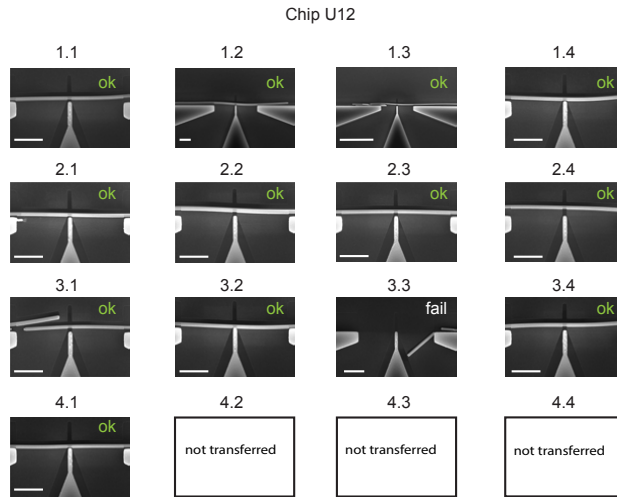 Chip U12
1.1 1.2 1.3 1.4
ok ok ok ok
2.1 2.2 2.3 2.4
ok ok ok ok
3.1 3.2 3.3 3.4
ok ok fail ok
4.1 4.2 4.3 4.4
ok
not transferred not transferred not transferred